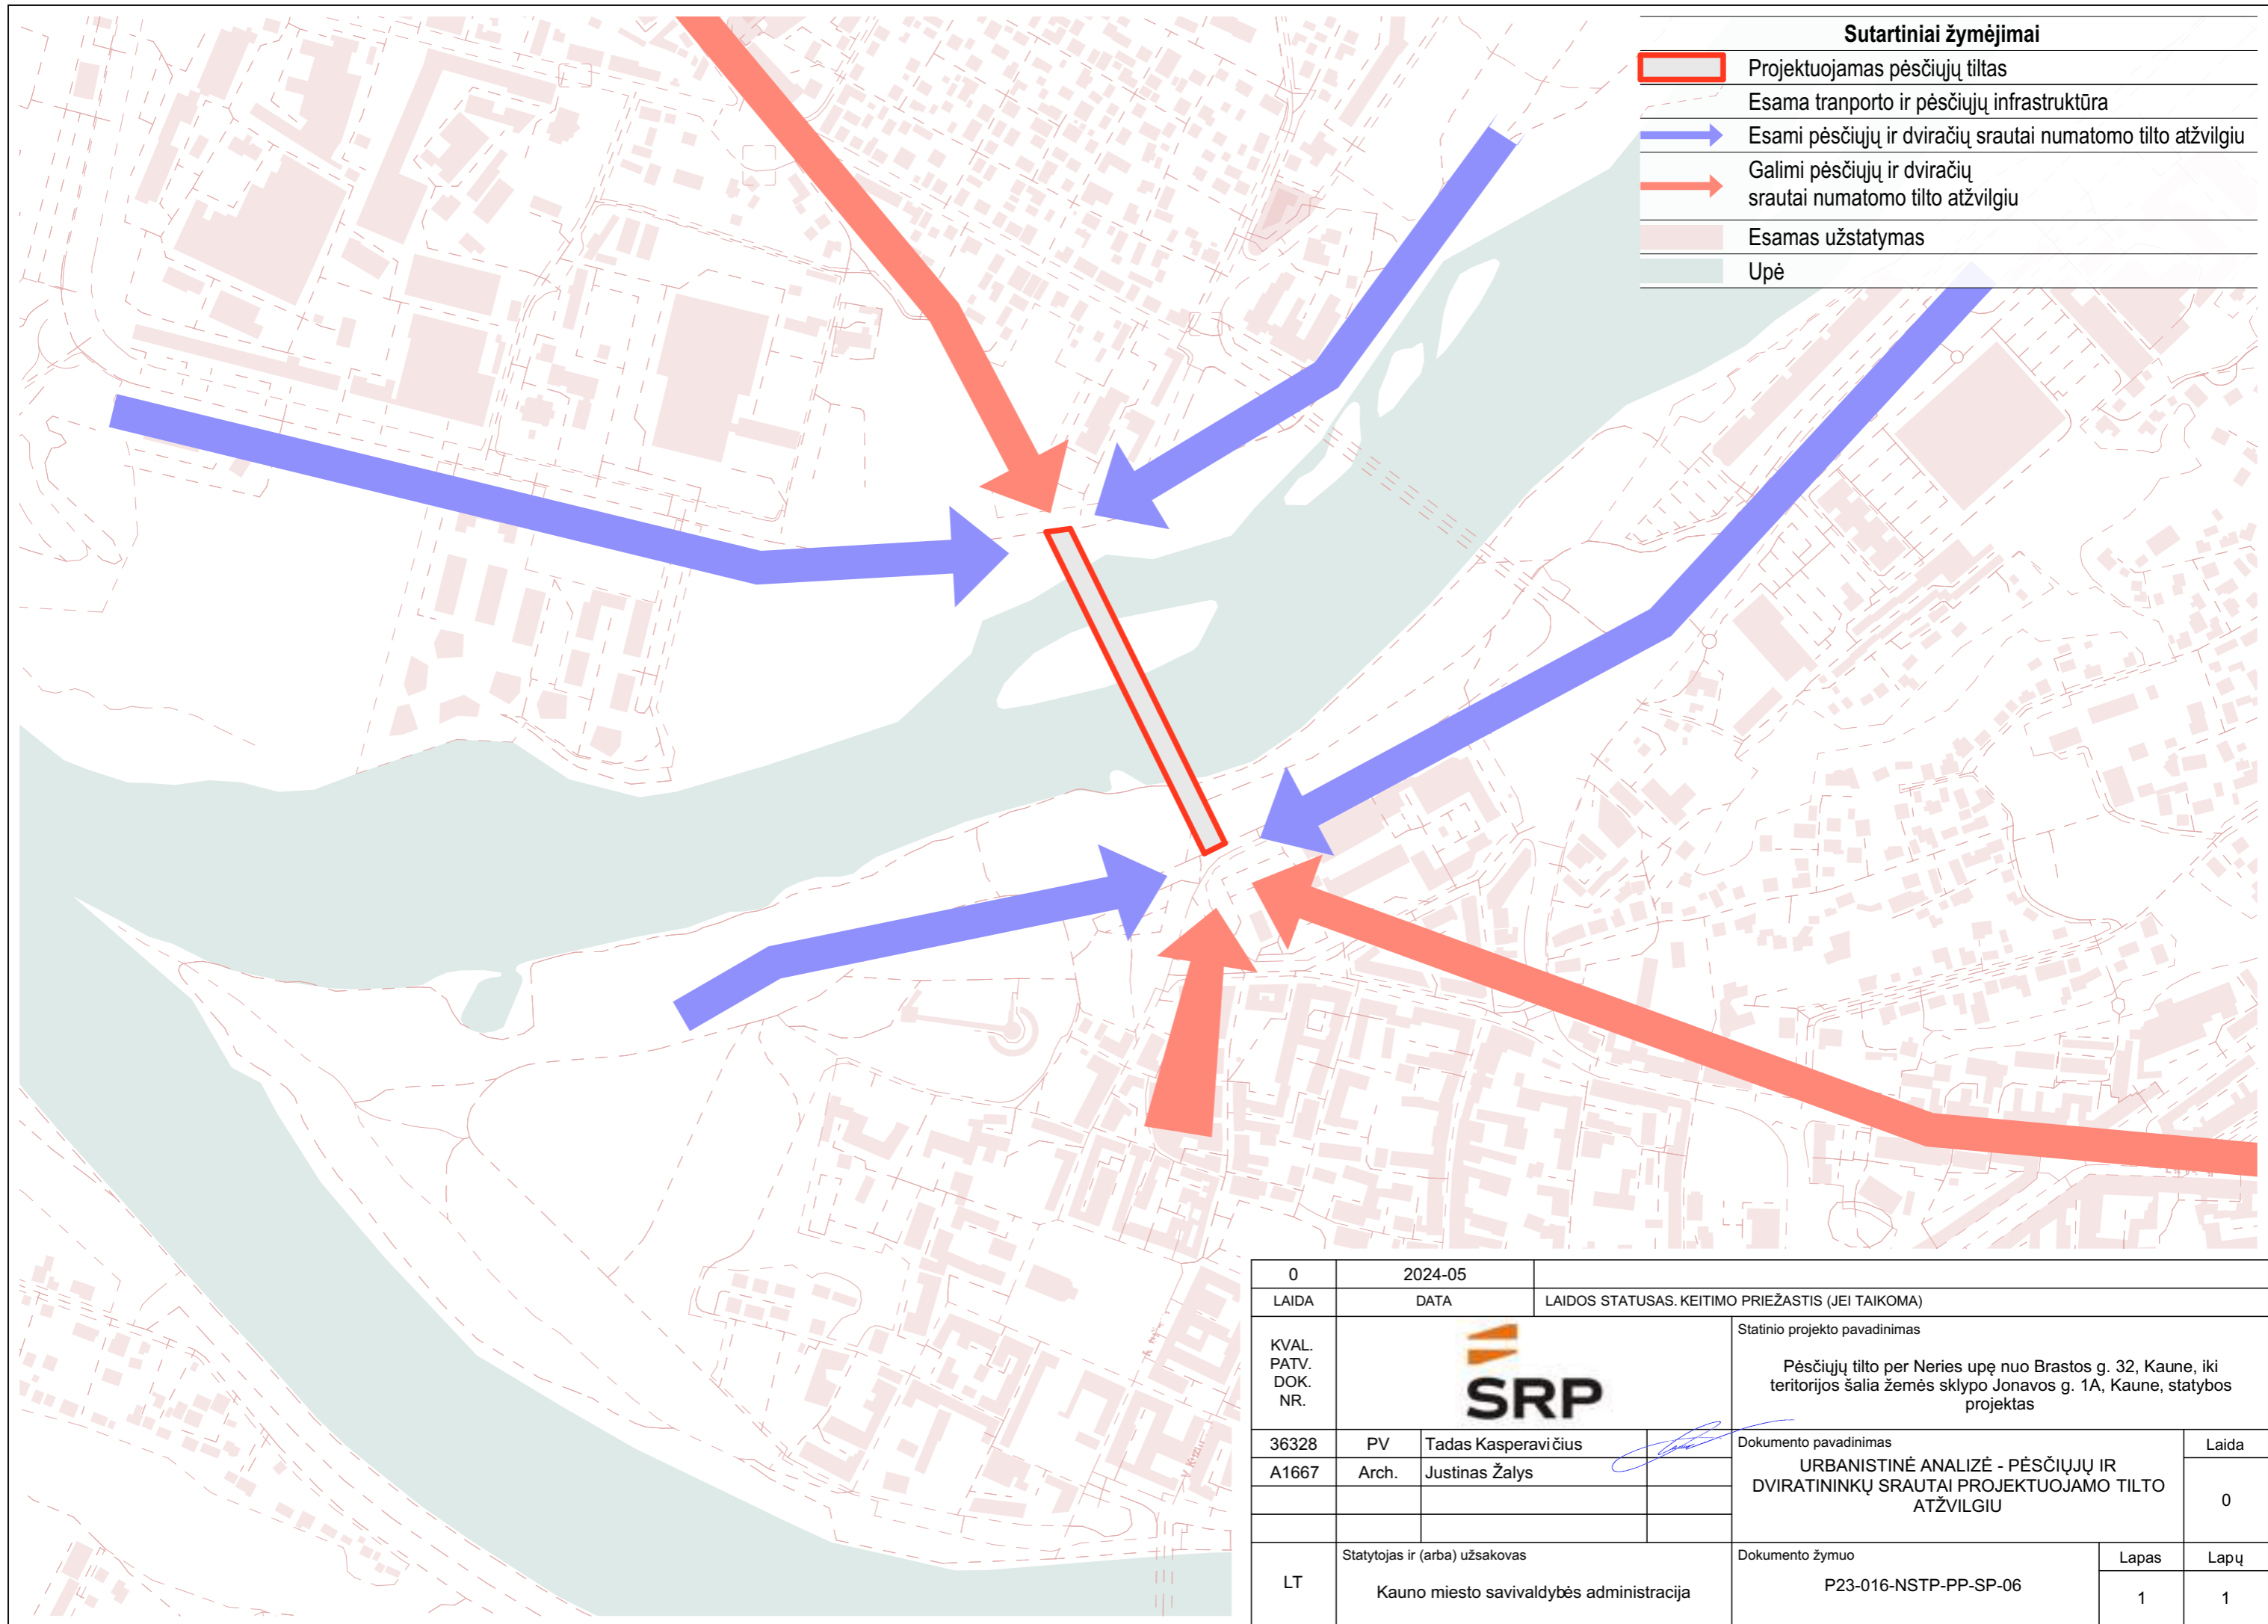 Sutartiniai žymėjimai
Projektuojamas pėsčiųjų tiltas
Esama tranporto ir pėsčiųjų infrastruktūra
Esami pėsčiųjų ir dviračių srautai numatomo tilto atžvilgiu
Galimi pėsčiųjų ir dviračių
srautai numatomo tilto atžvilgiu
Esamas užstatymas
Upė
0
2024-05
LAIDA
DATA
LAIDOS STATUSAS. KEITIMO PRIEŽASTIS (JEI TAIKOMA)
KVAL.
PATV.
DOK.
NR.
SRP
Statinio projekto pavadinimas
Pėsčiųjų tilto per Neries upę nuo Brastos g. 32, Kaune, iki
teritorijos šalia žemės sklypo Jonavos g. 1A, Kaune, statybos
projektas
36328
PV
Tadas Kasperavičius
A1667
Arch.
Justinas Žalys
Dokumento pavadinimas
URBANISTINĖ ANALIZĖ - PĖSČIŲJŲ IR
DVIRATININKŲ SRAUTAI PROJEKTUOJAMO TILTO
ATŽVILGIU
Laida
0
LT
Statytojas ir (arba) užsakovas
Kauno miesto savivaldybės administracija
Dokumento žymuo
P23-016-NSTP-PP-SP-06
Lapas
Lapų
1
1